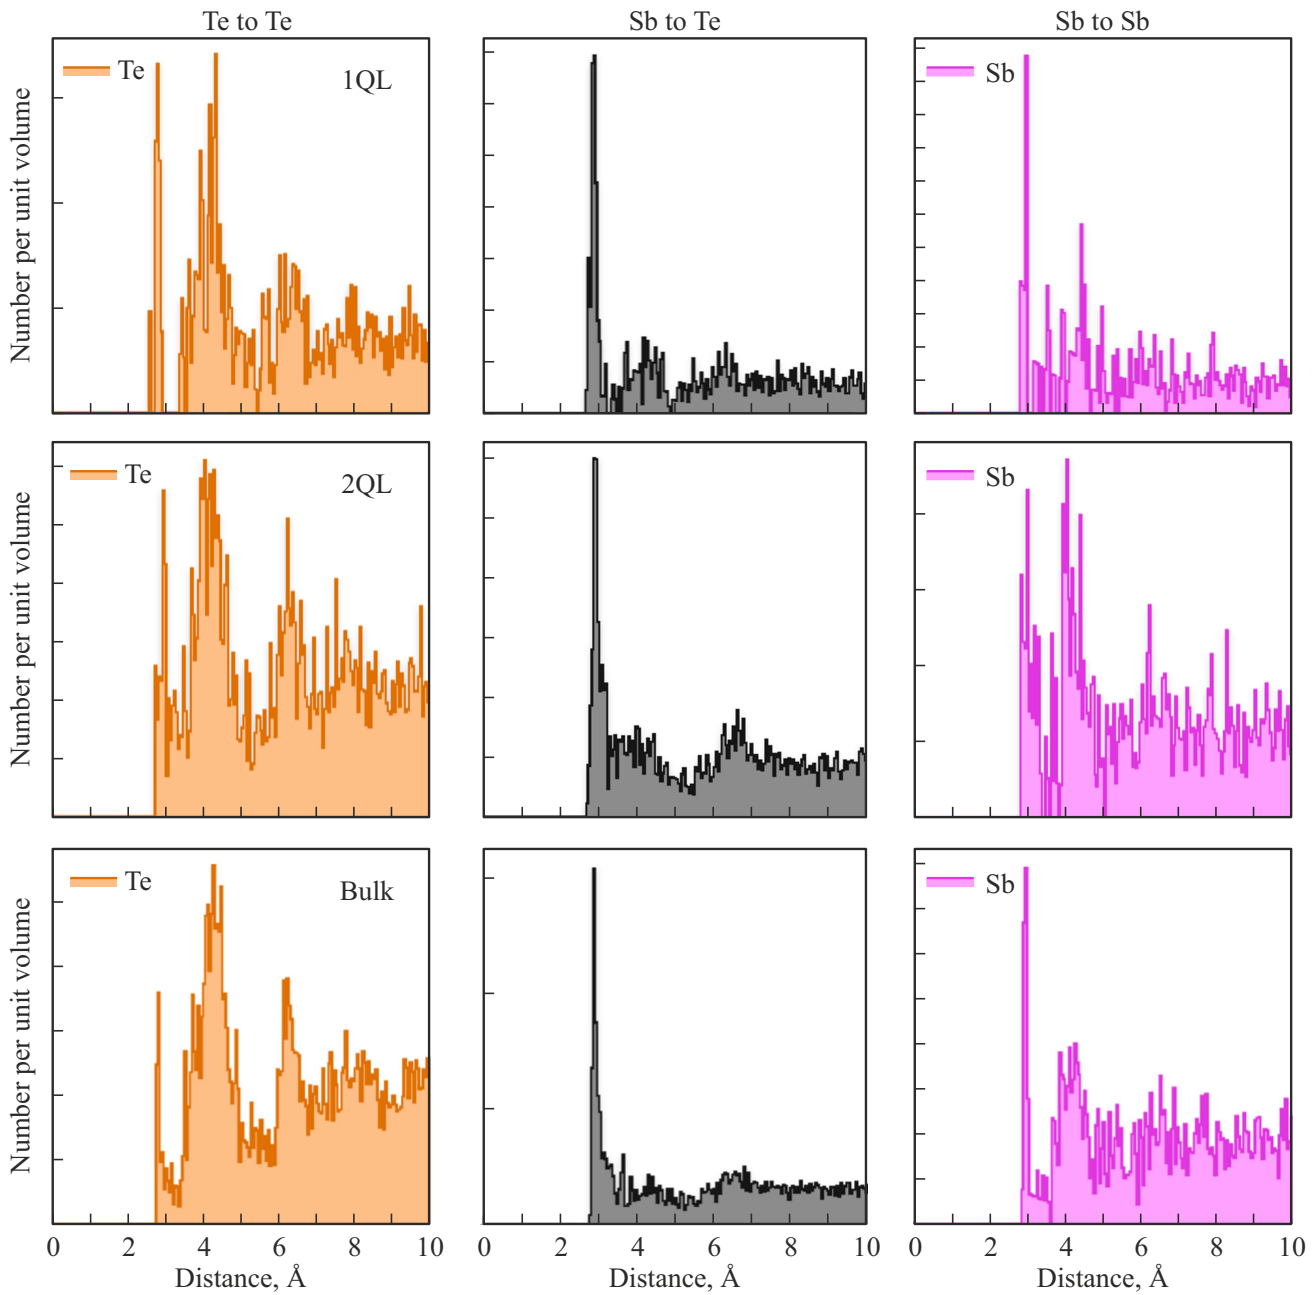 Te to Te Sb to Te Sb to Sb
Number per unit volume
Te 1QL
Sb
Number per unit volume
Te 2QL
Sb
Number per unit volume
Te Bulk
Sb
0 2 4 6 8 10 0 2 4 6 8 10 0 2 4 6 8 10
Distance, Å Distance, Å Distance, Å